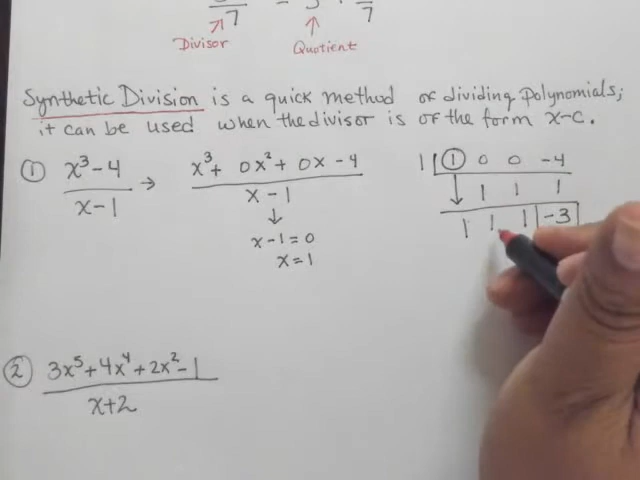 7 7
Divisor Quotient
Synthetic Division is a quick method of dividing Polynomials;
it can be used when the divisor is of the form x-c.
① x³-4 / x-1 → x³+ 0x²+ 0x -4 / x-1
↓
x-1=0
x=1
1 | 1 0 0 -4
↓ 1 1 1
1 1 1 | -3
② 3x⁵+4x⁴+2x²-1 / x+2